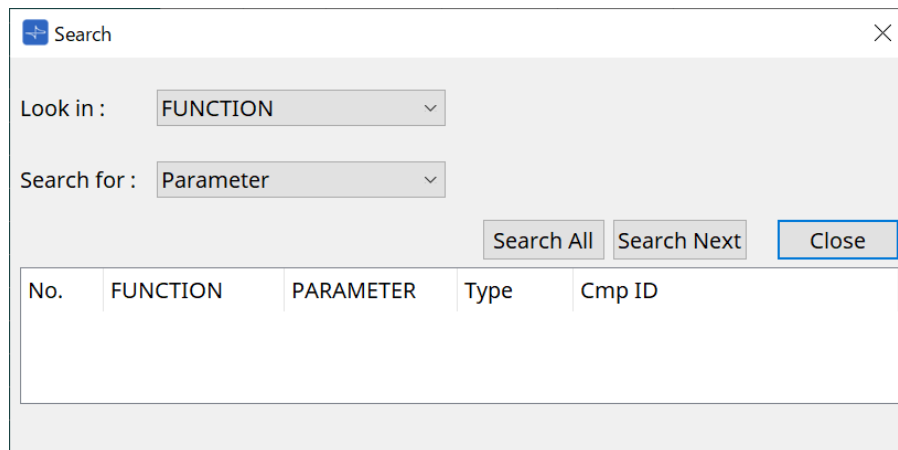 Search
Look in : FUNCTION
Search for : Parameter
Search All Search Next Close
No. FUNCTION PARAMETER Type Cmp ID